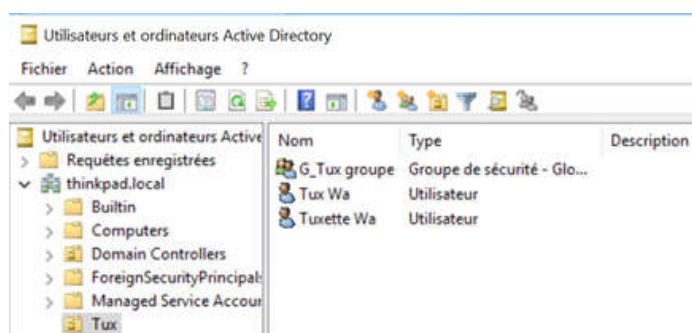 Utilisateurs et ordinateurs Active Directory
Fichier Action Affichage ?
Utilisateurs et ordinateurs Active
Requêtes enregistrées
thinkpad.local
Builtin
Computers
Domain Controllers
ForeignSecurityPrincipals
Managed Service Accour
Tux
Nom Type Description
G_Tux groupe Groupe de sécurité - Glo...
Tux Wa Utilisateur
Tuxette Wa Utilisateur